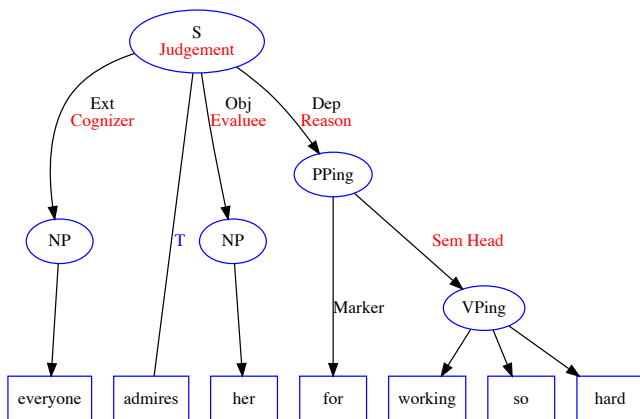 S
Judgement
Ext
Cognizer
Obj
Evaluee
Dep
Reason
PPing
NP
T
NP
Sem Head
Marker
VPing
everyone
admires
her
for
working
so
hard